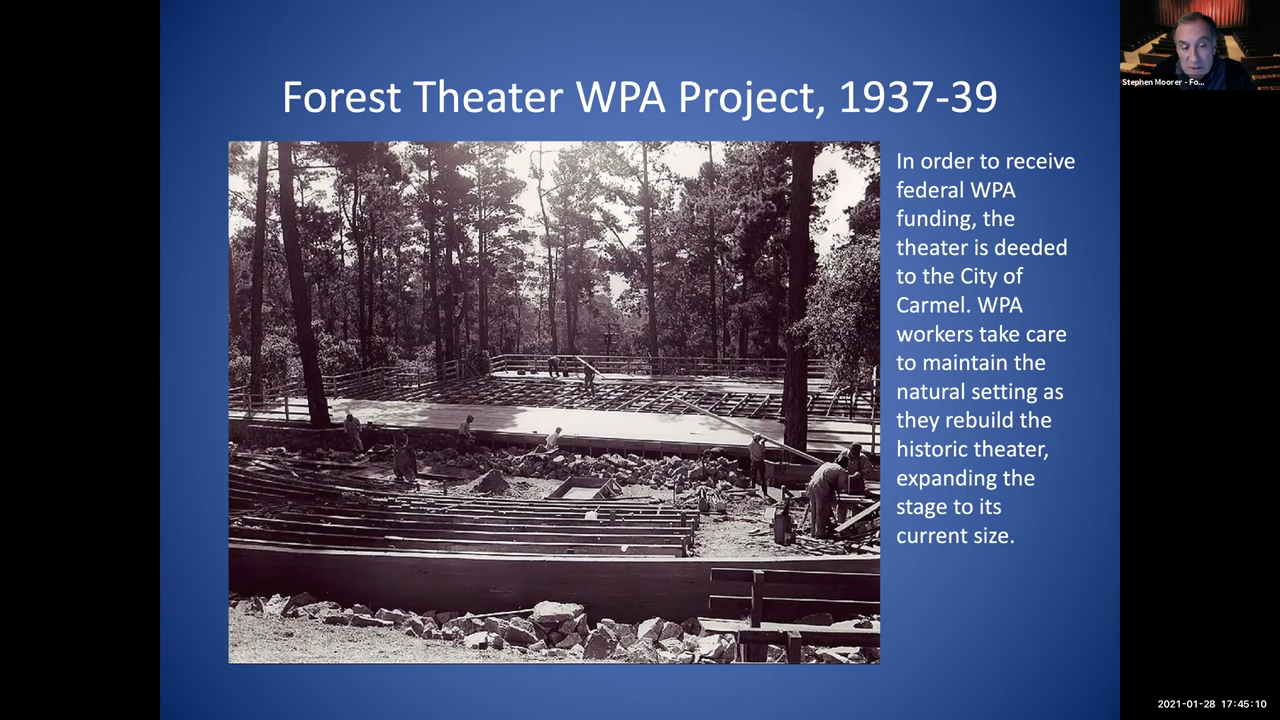 Forest Theater WPA Project, 1937-39
In order to receive
federal WPA
funding, the
theater is deeded
to the City of
Carmel. WPA
workers take care
to maintain the
natural setting as
they rebuild the
historic theater,
expanding the
stage to its
current size.
Stephen Moorer - Fo...
2021-01-28 17:45:10